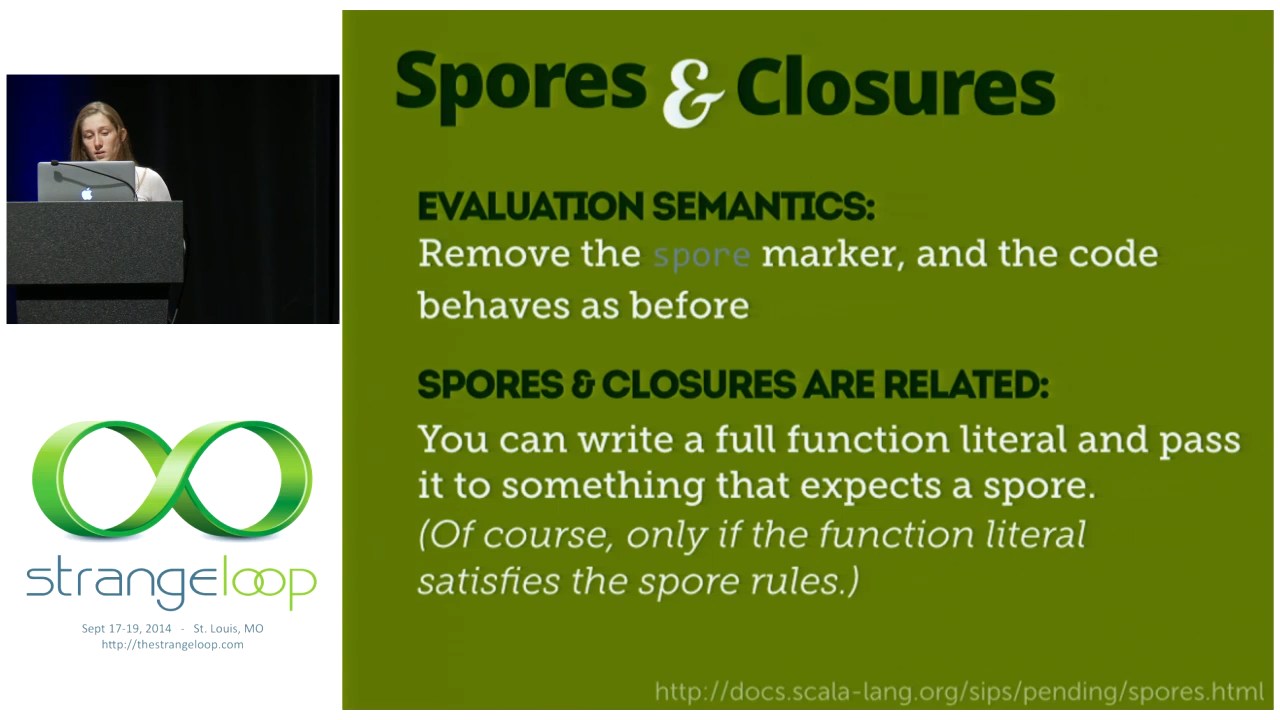 Spores & Closures
EVALUATION SEMANTICS:
Remove the spore marker, and the code
behaves as before
SPORES & CLOSURES ARE RELATED:
You can write a full function literal and pass
it to something that expects a spore.
(Of course, only if the function literal
satisfies the spore rules.)
http://docs.scala-lang.org/sips/pending/spores.html
strangeloop
Sept 17-19, 2014 - St. Louis, MO
http://thestrangeloop.com